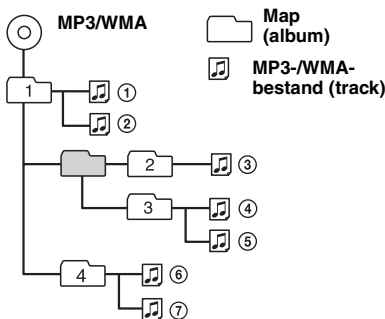 MP3/WMA
Map
(album)
MP3-/WMA-
bestand (track)
1
①
②
2
③
3
④
⑤
4
⑥
⑦